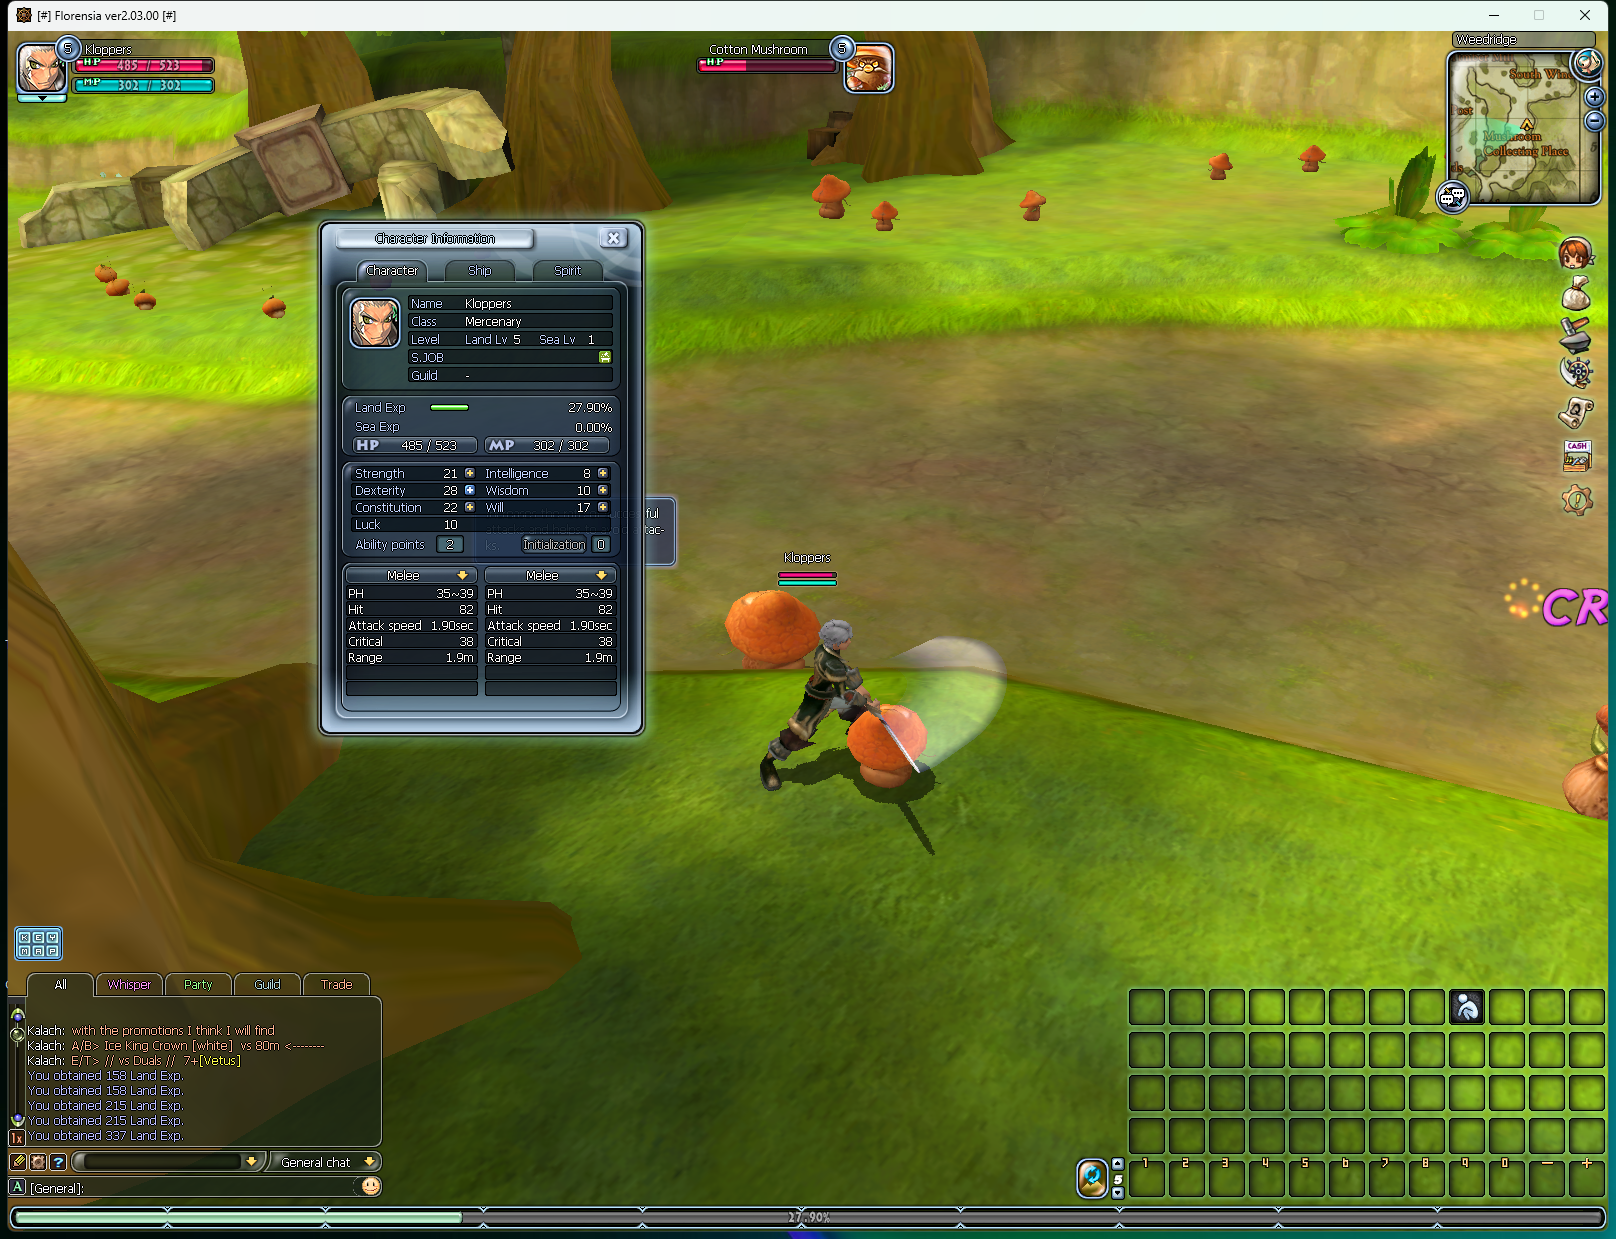 [#] Florensia ver2.03.00 [#]
5 Kloppers
HP 485 / 523
MP 302 / 302
Cotton Mushroom 5
HP
Weedridge
South Wind
Post
Mushroom
Collecting Place
Character Information
Character Ship Spirit
Name Kloppers
Class Mercenary
Level Land Lv 5 Sea Lv 1
S.JOB
Guild -
Land Exp 27.90%
Sea Exp 0.00%
HP 485 / 523 MP 302 / 302
Strength 21 Intelligence 8
Dexterity 28 Wisdom 10
Constitution 22 Will 17
Luck 10
Ability points 2 Initialization 0
Melee Melee
PH 35~39 PH 35~39
Hit 82 Hit 82
Attack speed 1.90sec Attack speed 1.90sec
Critical 38 Critical 38
Range 1.9m Range 1.9m
Kloppers
CR
CASH
KEY
MAP
All Whisper Party Guild Trade
Kalach: with the promotions I think I will find
Kalach: A/B> Ice King Crown [white] vs 80m <--------
Kalach: E/T> // vs Duals // 7+[Vetus]
You obtained 158 Land Exp.
You obtained 158 Land Exp.
You obtained 215 Land Exp.
You obtained 215 Land Exp.
1x You obtained 337 Land Exp.
General chat
A [General]:
5 1 2 3 4 5 6 7 8 9 0 — +
27.90%